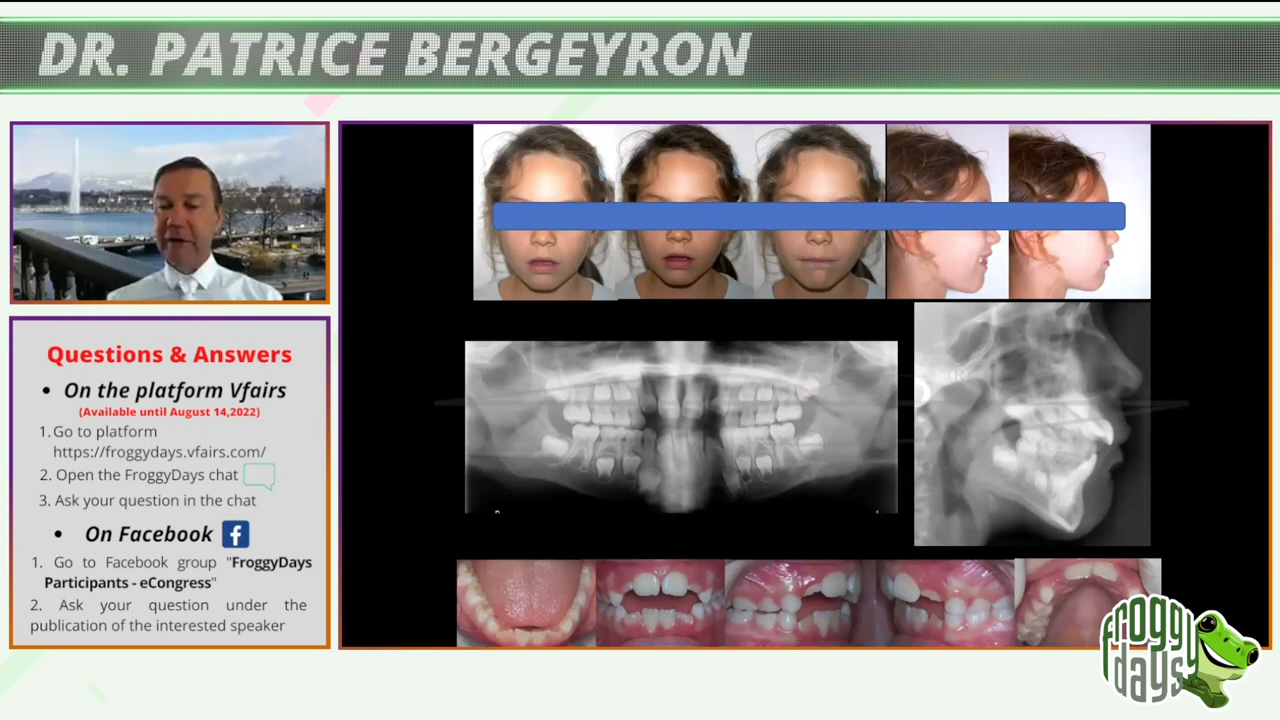 DR. PATRICE BERGEYRON
Questions & Answers
• On the platform Vfairs
(Available until August 14,2022)
1. Go to platform
https://froggydays.vfairs.com/
2. Open the FroggyDays chat
3. Ask your question in the chat
• On Facebook
1. Go to Facebook group "FroggyDays
Participants - eCongress"
2. Ask your question under the
publication of the interested speaker
froggy
days